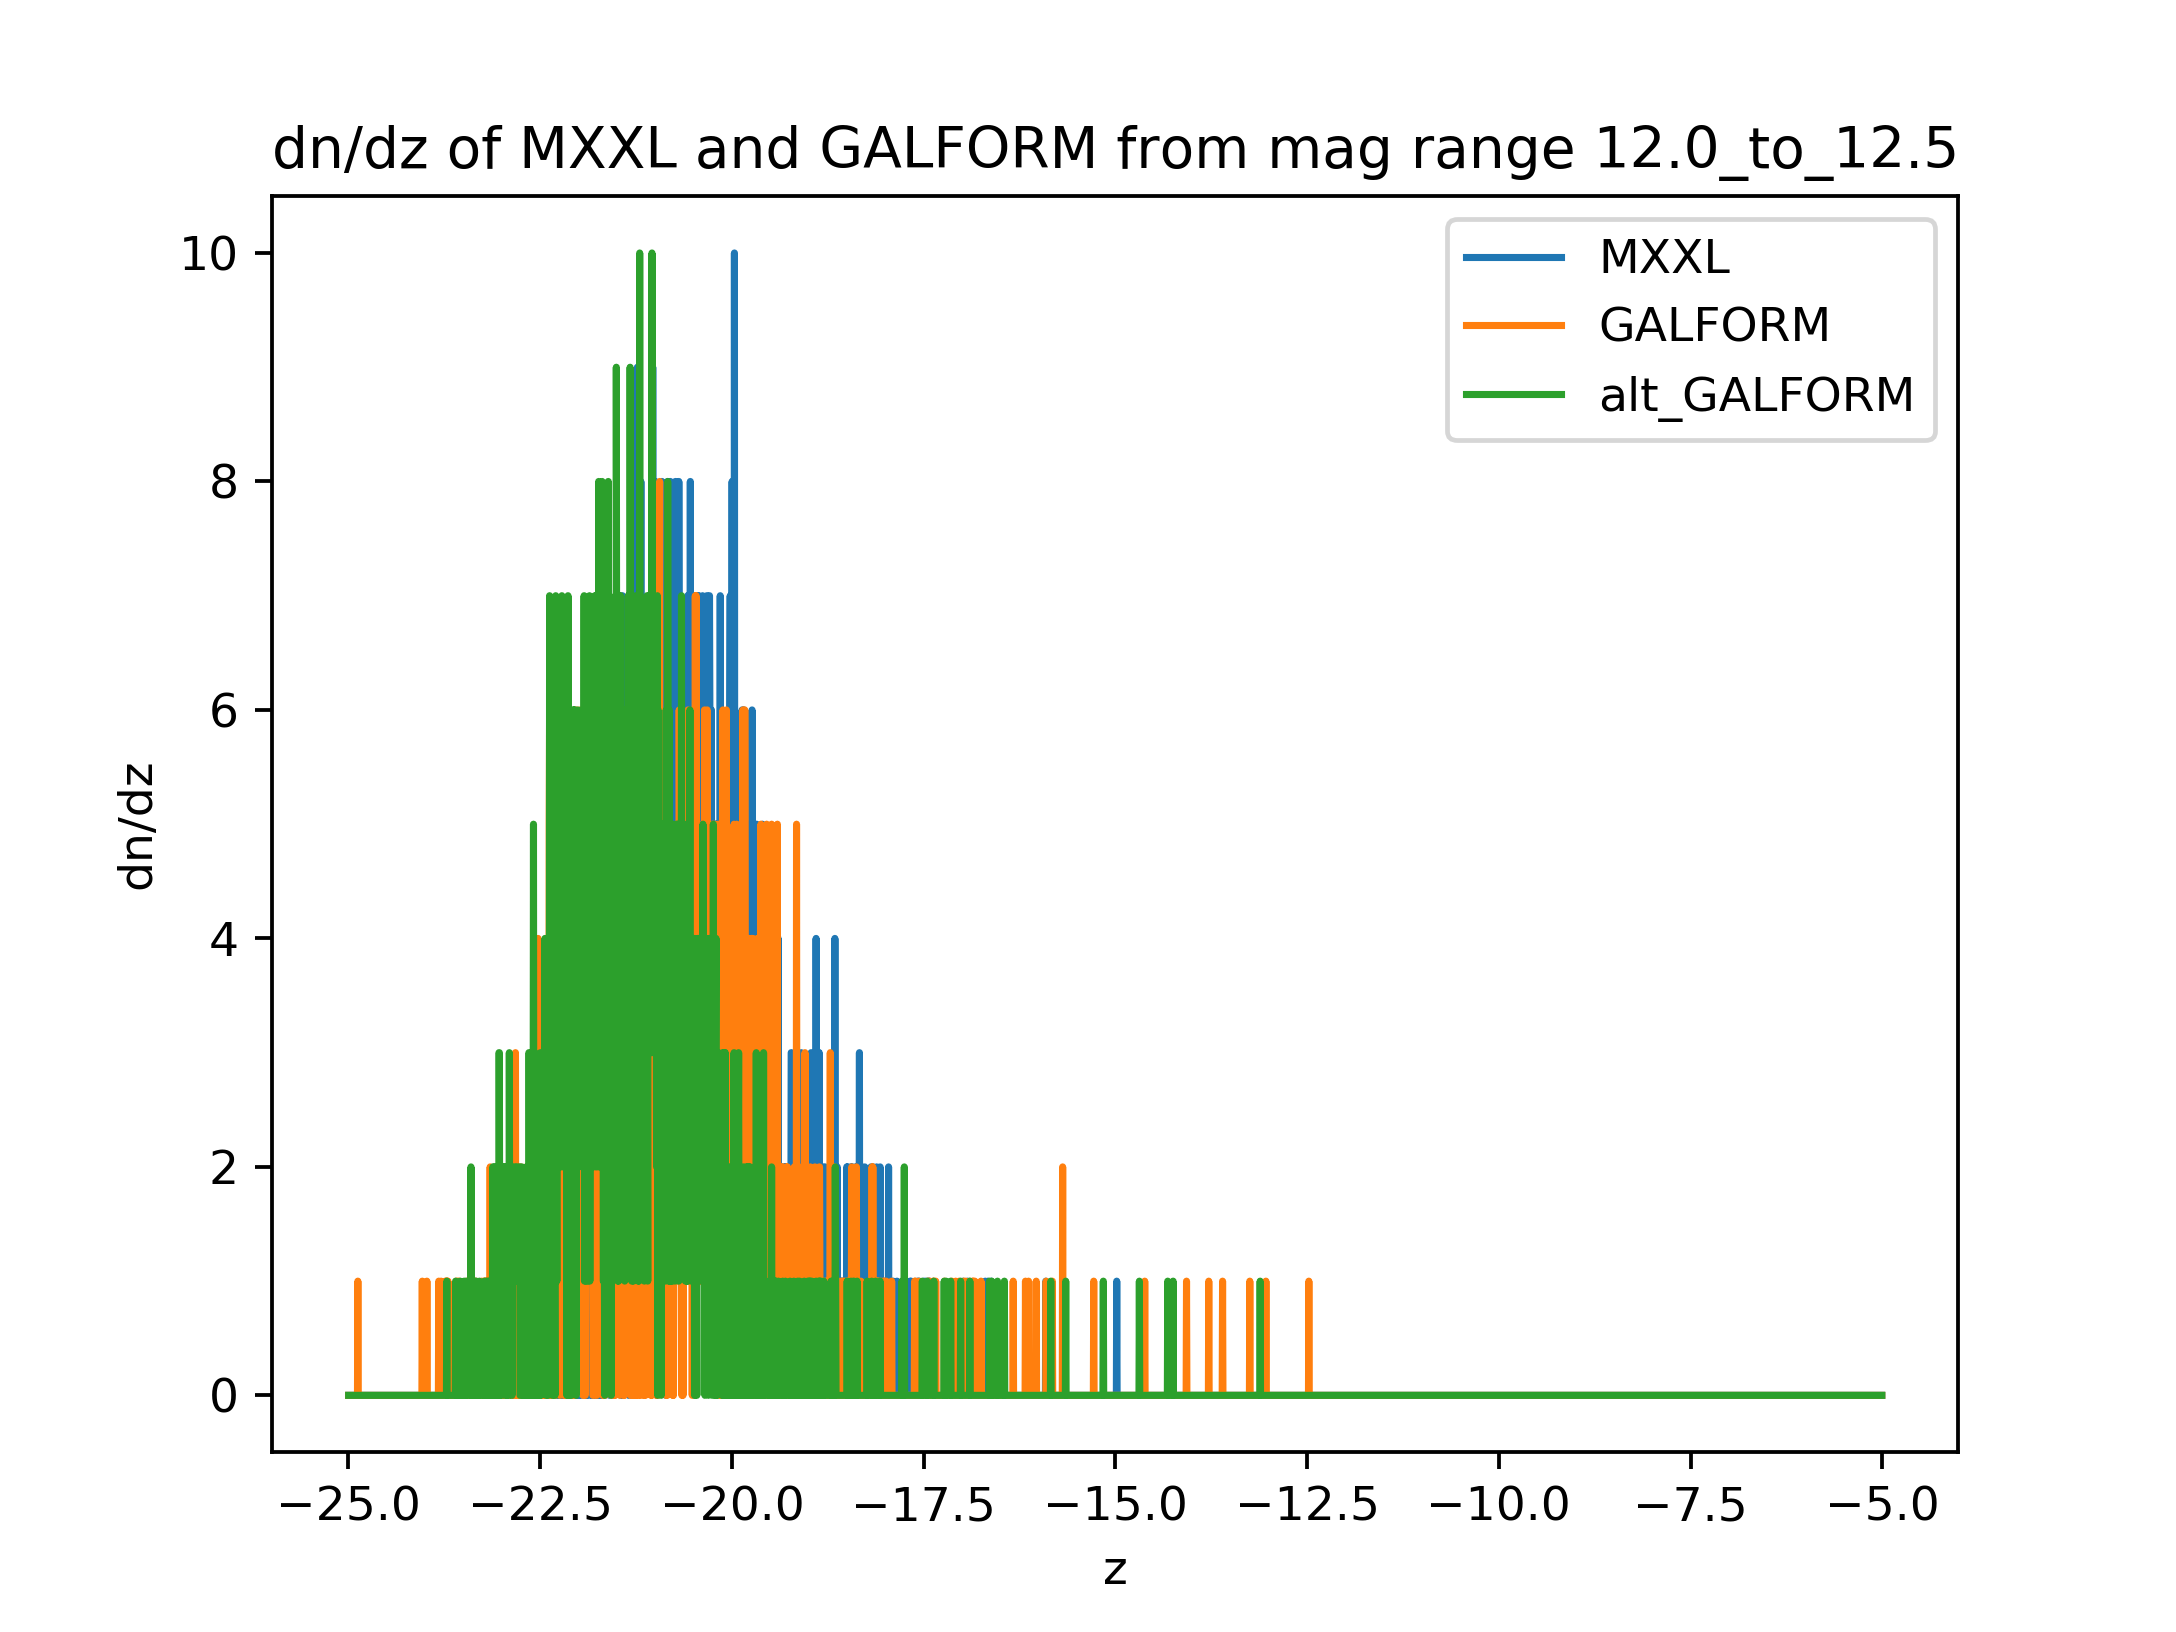 dn/dz of MXXL and GALFORM from mag range 12.0_to_12.5
MXXL
GALFORM
alt_GALFORM
10
8
6
4
2
0
dn/dz
−25.0 −22.5 −20.0 −17.5 −15.0 −12.5 −10.0 −7.5 −5.0
z